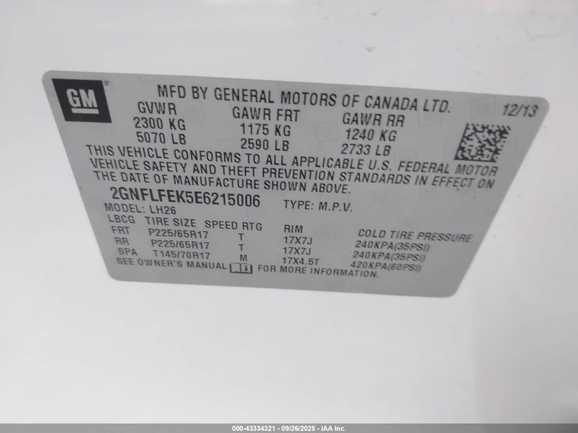 GM
MFD BY GENERAL MOTORS OF CANADA LTD.
12/13
GVWR GAWR FRT GAWR RR
2300 KG 1175 KG 1240 KG
5070 LB 2590 LB 2733 LB
THIS VEHICLE CONFORMS TO ALL APPLICABLE U.S. FEDERAL MOTOR
VEHICLE SAFETY AND THEFT PREVENTION STANDARDS IN EFFECT ON
THE DATE OF MANUFACTURE SHOWN ABOVE.
2GNFLFEK5E6215006 TYPE: M.P.V.
MODEL: LH26
LBCG TIRE SIZE SPEED RTG RIM COLD TIRE PRESSURE
FRT P225/65R17 T 17X7J 240KPA(35PSI)
RR P225/65R17 T 17X7J 240KPA(35PSI)
SPA T145/70R17 M 17X4.5T 420KPA(60PSI)
SEE OWNER'S MANUAL FOR MORE INFORMATION.
000-43334321 - 09/26/2025 - IAA Inc.